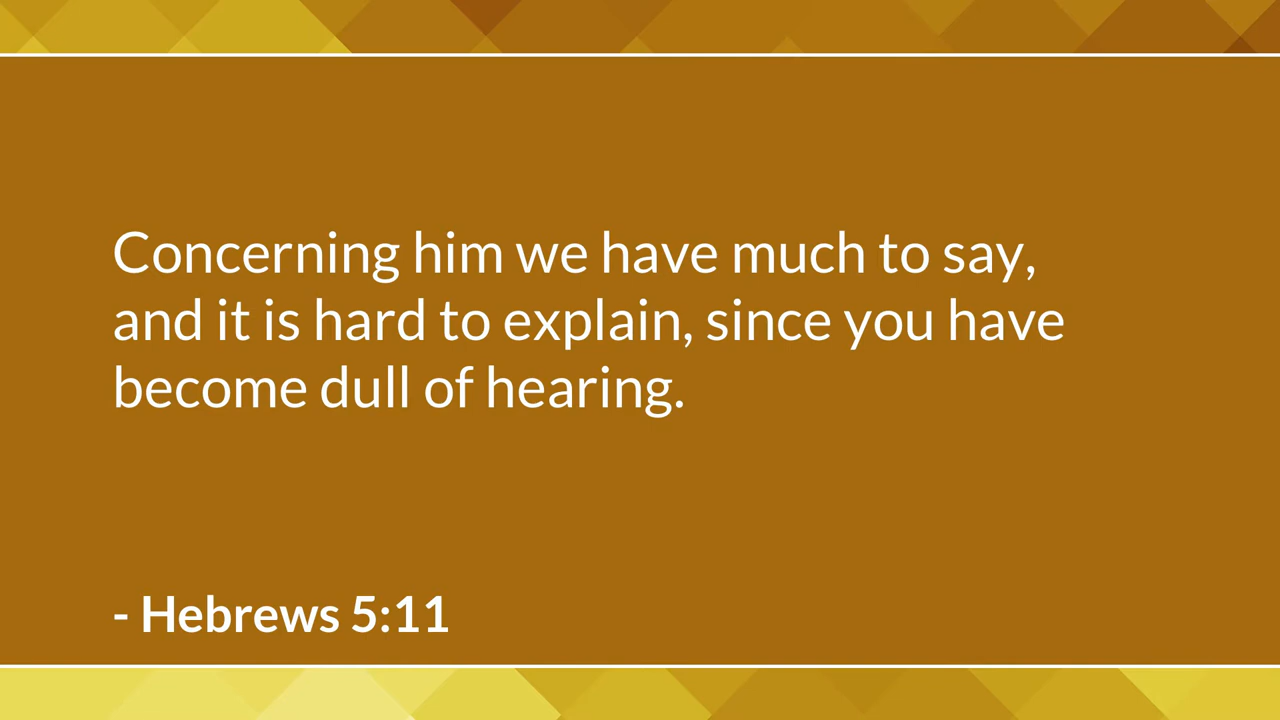 Concerning him we have much to say,
and it is hard to explain, since you have
become dull of hearing.
- Hebrews 5:11